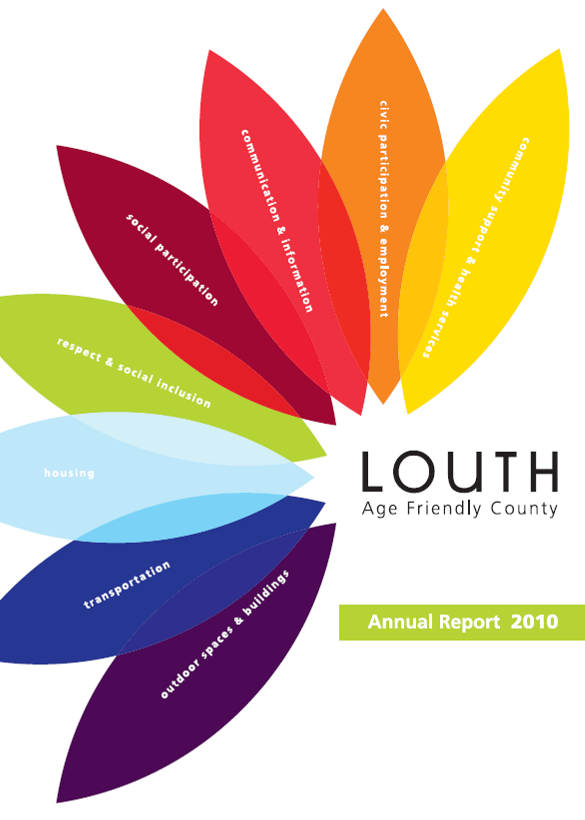 community support & health services
civic participation & employment
communication & information
social participation
respect & social inclusion
housing
transportation
outdoor spaces & buildings
LOUTH
Age Friendly County
Annual Report 2010